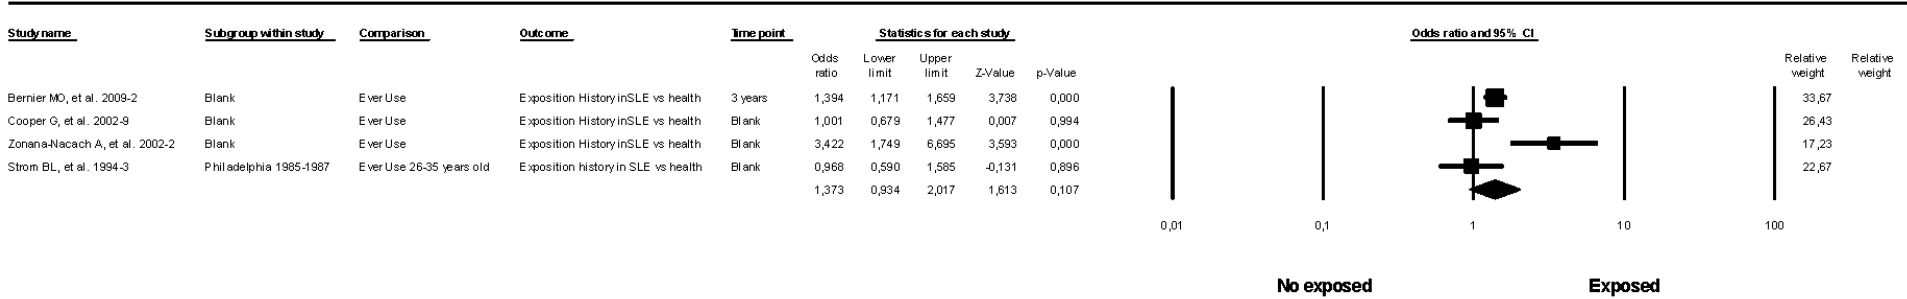 Study name Subgroup within study Comparison Outcome Time point Statistics for each study Odds ratio and 95% CI
Odds Lower Upper Relative Relative
ratio limit limit Z-Value p-Value weight weight
Bernier MO, et al. 2009-2 Blank Ever Use Exposition History inSLE vs health 3 years 1,394 1,171 1,659 3,738 0,000 33,67
Cooper G, et al. 2002-9 Blank Ever Use Exposition History inSLE vs health Blank 1,001 0,679 1,477 0,007 0,994 26,43
Zonana-Nacach A, et al. 2002-2 Blank Ever Use Exposition History inSLE vs health Blank 3,422 1,749 6,695 3,593 0,000 17,23
Strom BL, et al. 1994-3 Philadelphia 1985-1987 Ever Use 26-35 years old Exposition history in SLE vs health Blank 0,968 0,590 1,585 -0,131 0,896 22,67
1,373 0,934 2,017 1,613 0,107
0,01 0,1 1 10 100
No exposed Exposed